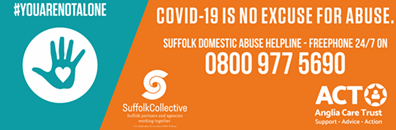 #YOUARENOTALONE
COVID-19 IS NO EXCUSE FOR ABUSE.
SUFFOLK DOMESTIC ABUSE HELPLINE - FREEPHONE 24/7 ON
0800 977 5690
SuffolkCollective
Suffolk partners and agencies
working together
ACT
Anglia Care Trust
Support • Advice • Action